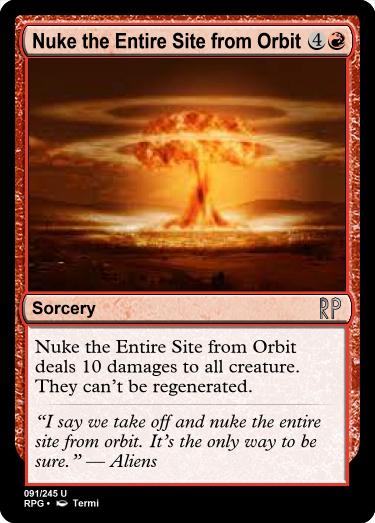 Nuke the Entire Site from Orbit 4
Sorcery RP
Nuke the Entire Site from Orbit
deals 10 damages to all creature.
They can't be regenerated.
“I say we take off and nuke the entire
site from orbit. It's the only way to be
sure.” — Aliens
091/245 U
RPG • Termi